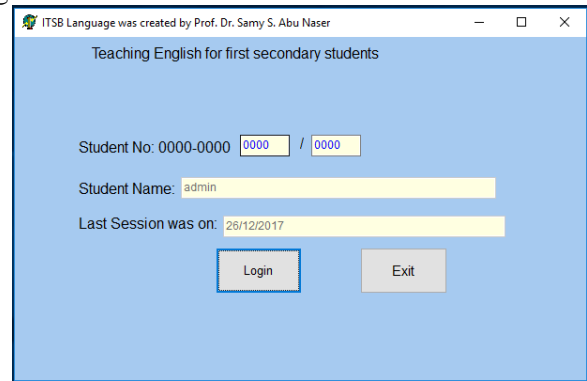 ITSB Language was created by Prof. Dr. Samy S. Abu Naser
Teaching English for first secondary students
Student No: 0000-0000 0000 / 0000
Student Name: admin
Last Session was on: 26/12/2017
Login Exit